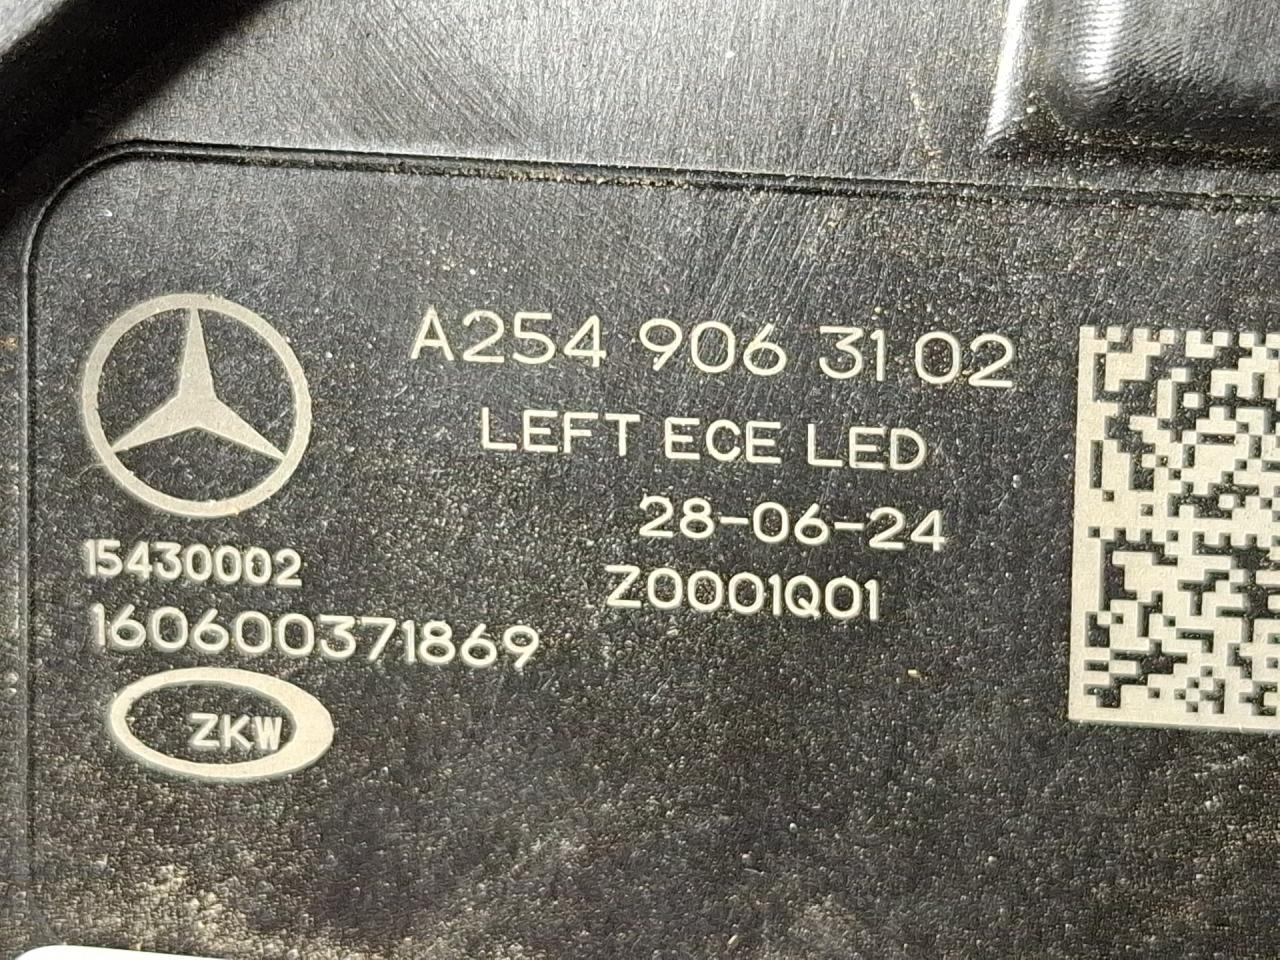 A254 906 31 02
LEFT ECE LED
28-06-24
Z0001Q01
15430002
160600371869
ZKW